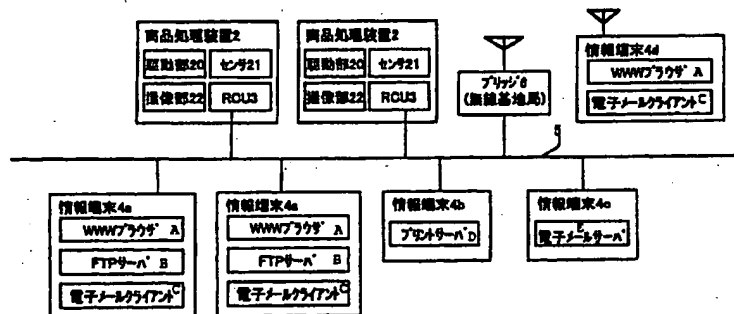 商品処理装置2
駆動部20 センサ21
撮像部22 RCU3
商品処理装置2
駆動部20 センサ21
撮像部22 RCU3
ブリッジ6
(無線基地局)
情報端末4d
WWWブラウザ A
電子メールクライアント C
5
情報端末4a
WWWブラウザ A
FTPサーバ B
電子メールクライアント C
情報端末4a
WWWブラウザ A
FTPサーバ B
電子メールクライアント C
情報端末4b
プリントサーバ D
情報端末4c
電子メールサーバ E